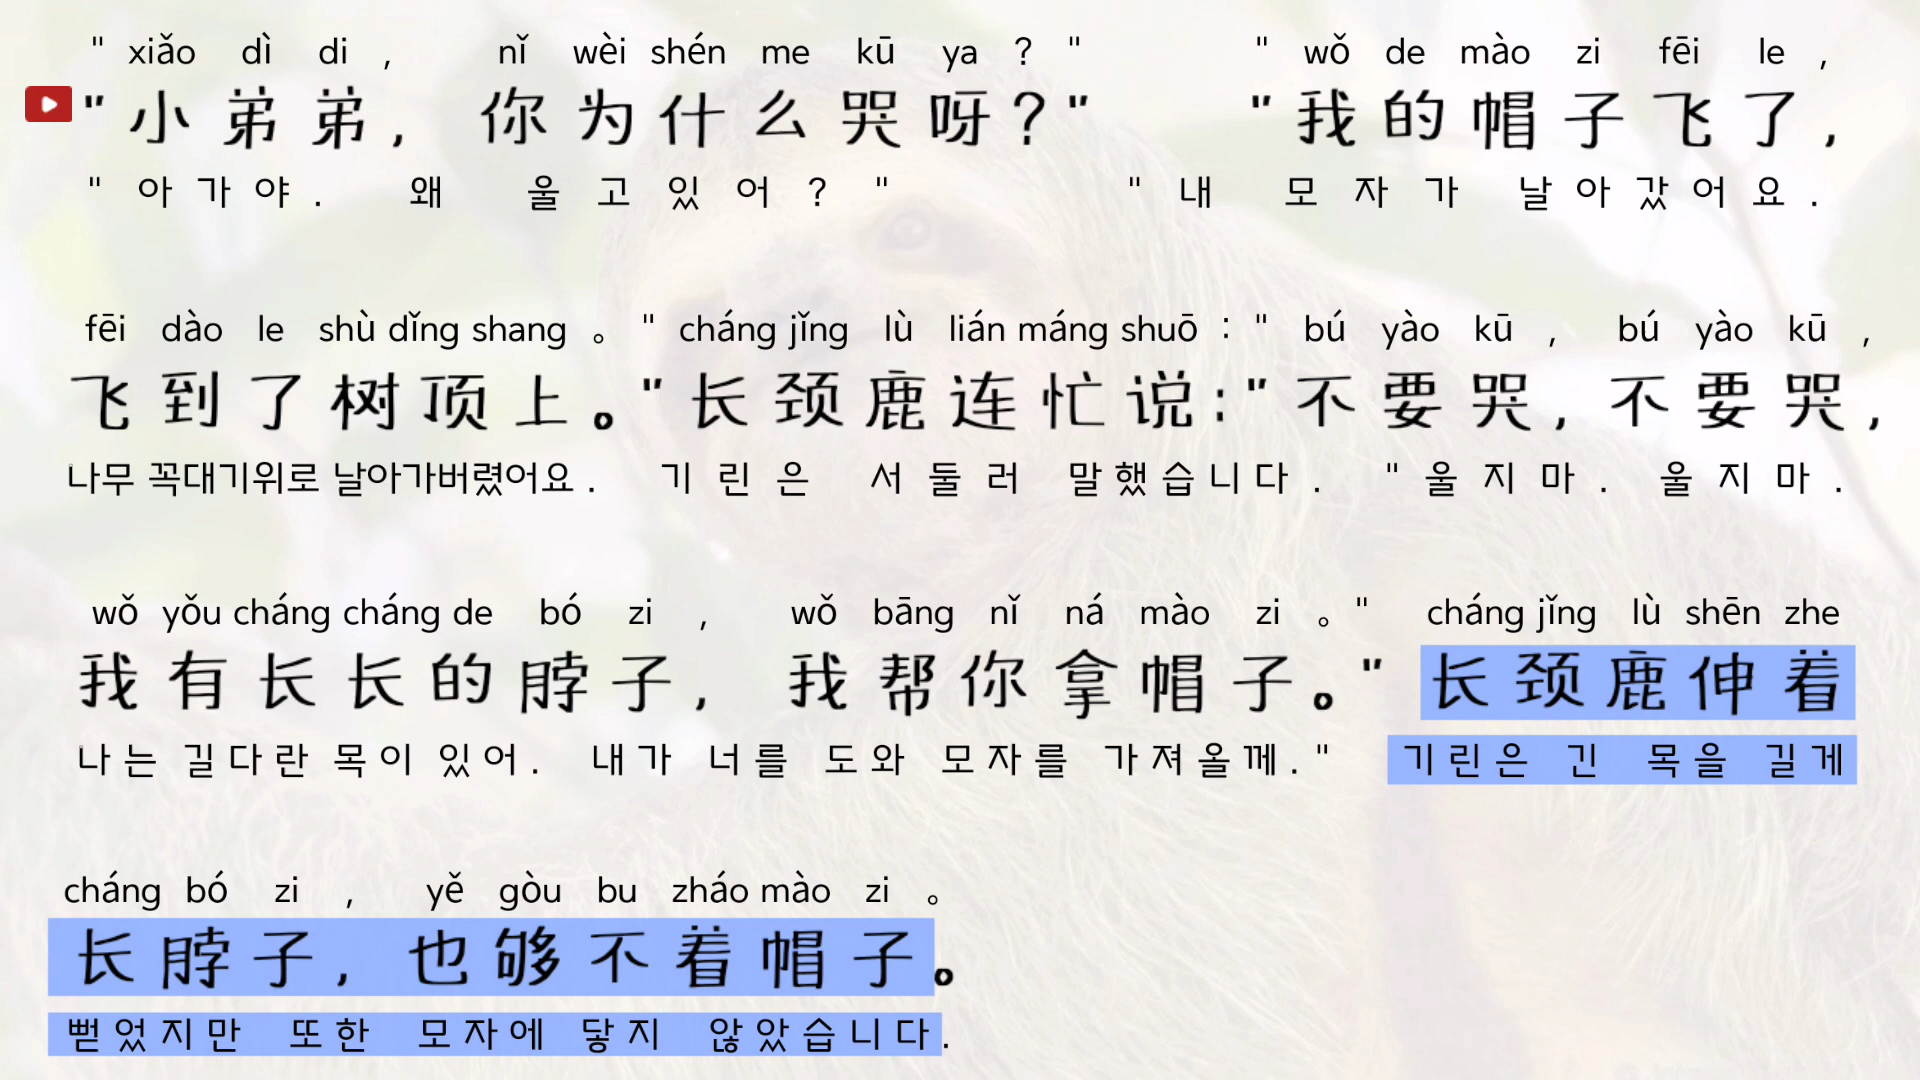 " xiǎo dì di , nǐ wèi shén me kū ya ? " " wǒ de mào zi fēi le ,
"小弟弟, 你为什么哭呀?" "我的帽子飞了,
"아가야. 왜 울고있어?" "내 모자가 날아갔어요.
fēi dào le shù dǐng shang 。" cháng jǐng lù lián máng shuō :" bú yào kū , bú yào kū ,
飞到了树顶上。"长颈鹿连忙说:"不要哭, 不要哭,
나무 꼭대기위로 날아가버렸어요. 기린은 서둘러 말했습니다. "울지마. 울지마.
wǒ yǒu cháng cháng de bó zi , wǒ bāng nǐ ná mào zi 。" cháng jǐng lù shēn zhe
我有长长的脖子, 我帮你拿帽子。" 长颈鹿伸着
나는 길다란 목이 있어. 내가 너를 도와 모자를 가져올께." 기린은 긴 목을 길게
cháng bó zi , yě gòu bu zháo mào zi 。
长脖子, 也够不着帽子。
뻗었지만 또한 모자에 닿지 않았습니다.